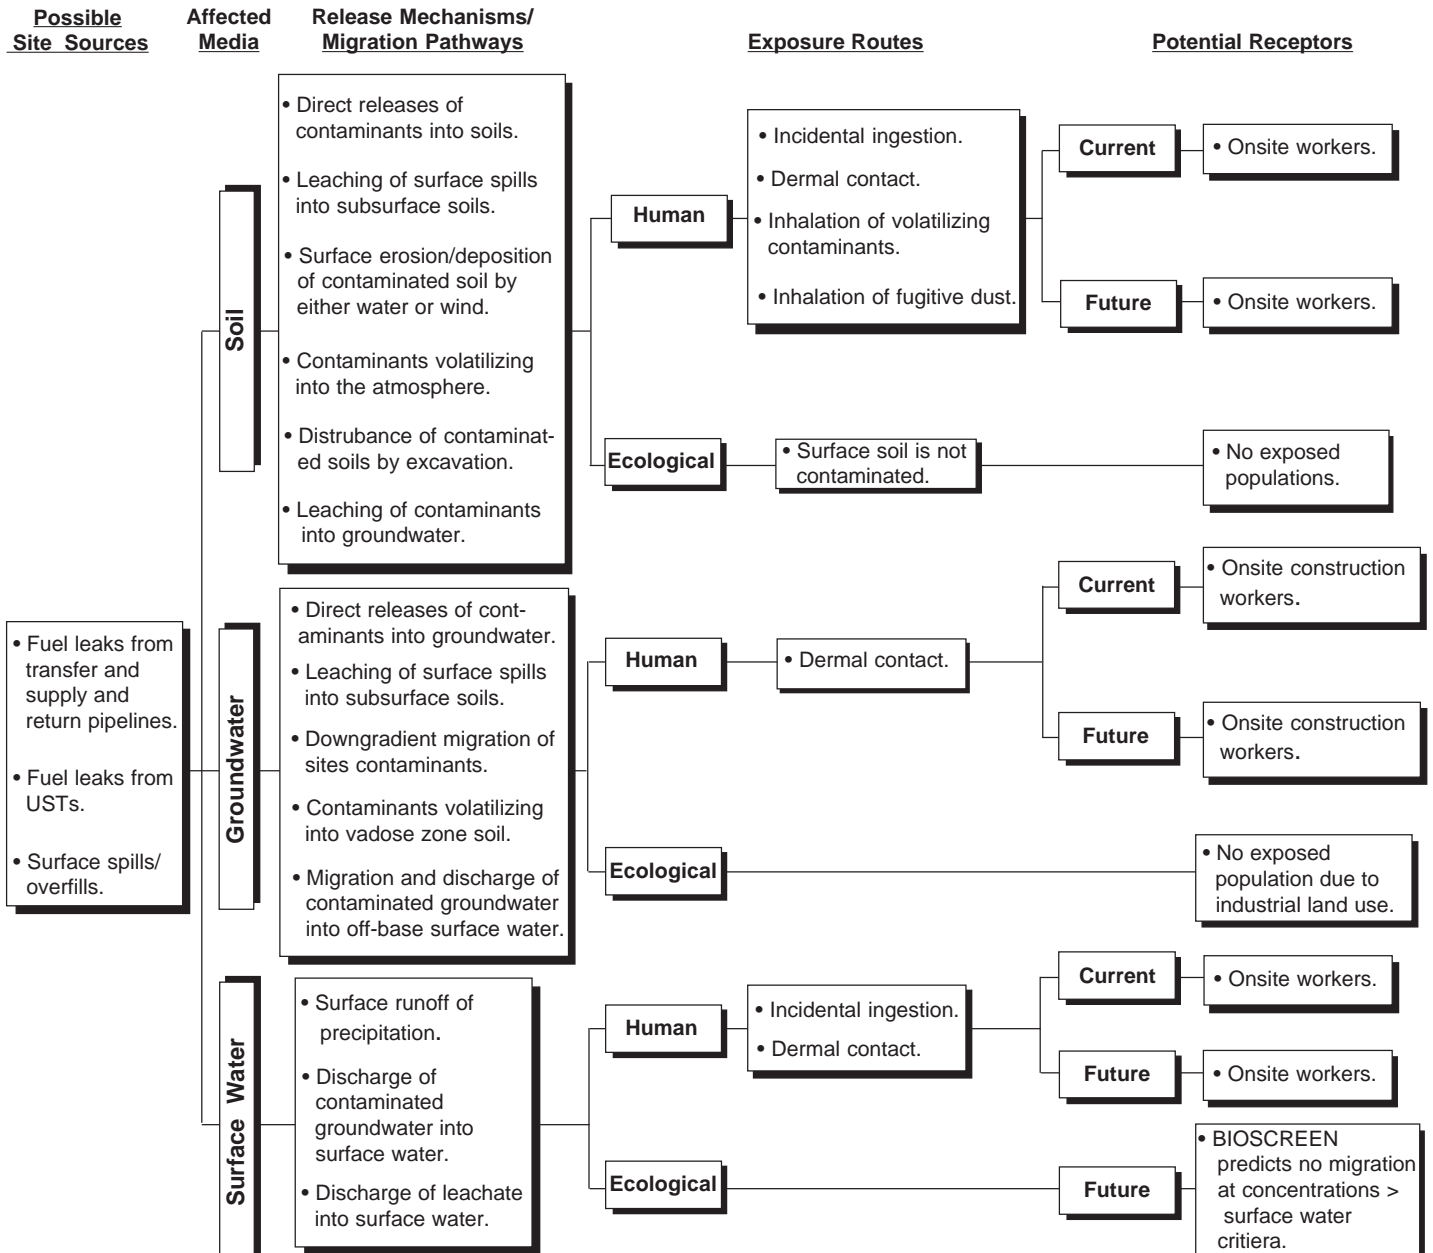 Possible
Site Sources
Affected
Media
Release Mechanisms/
Migration Pathways
Exposure Routes
Potential Receptors
• Fuel leaks from
transfer and
supply and
return pipelines.
• Fuel leaks from
USTs.
• Surface spills/
overfills.
Soil
• Direct releases of
contaminants into soils.
• Leaching of surface spills
into subsurface soils.
• Surface erosion/deposition
of contaminated soil by
either water or wind.
• Contaminants volatilizing
into the atmosphere.
• Distrubance of contaminat-
ed soils by excavation.
• Leaching of contaminants
into groundwater.
Human
• Incidental ingestion.
• Dermal contact.
• Inhalation of volatilizing
contaminants.
• Inhalation of fugitive dust.
Current
• Onsite workers.
Future
• Onsite workers.
Ecological
• Surface soil is not
contaminated.
• No exposed
populations.
Groundwater
• Direct releases of cont-
aminants into groundwater.
• Leaching of surface spills
into subsurface soils.
• Downgradient migration of
sites contaminants.
• Contaminants volatilizing
into vadose zone soil.
• Migration and discharge of
contaminated groundwater
into off-base surface water.
Human
• Dermal contact.
Current
• Onsite construction
workers.
Future
• Onsite construction
workers.
Ecological
• No exposed
population due to
industrial land use.
Surface Water
• Surface runoff of
precipitation.
• Discharge of
contaminated
groundwater into
surface water.
• Discharge of leachate
into surface water.
Human
• Incidental ingestion.
• Dermal contact.
Current
• Onsite workers.
Future
• Onsite workers.
Ecological
Future
• BIOSCREEN
predicts no migration
at concentrations >
surface water
critiera.